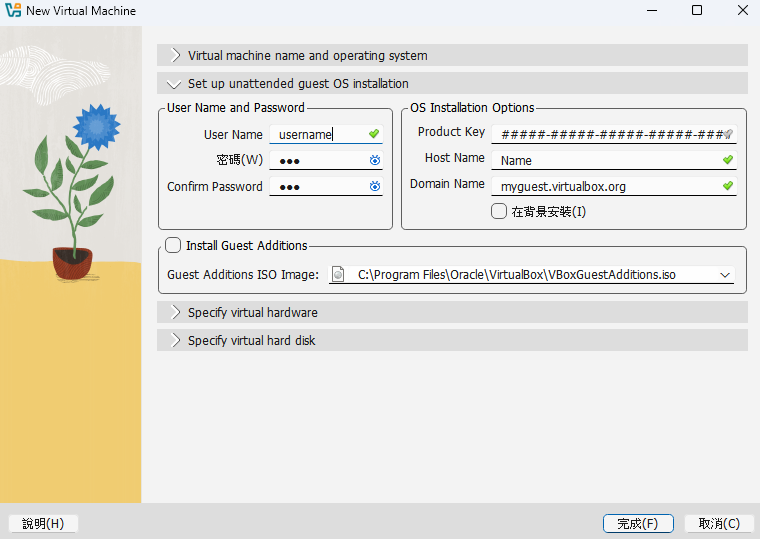 New Virtual Machine
Virtual machine name and operating system
Set up unattended guest OS installation
User Name and Password
User Name username
密碼(W) ●●●
Confirm Password ●●●
OS Installation Options
Product Key #####-#####-#####-#####-###
Host Name Name
Domain Name myguest.virtualbox.org
在背景安裝(I)
Install Guest Additions
Guest Additions ISO Image: C:\Program Files\Oracle\VirtualBox\VBoxGuestAdditions.iso
Specify virtual hardware
Specify virtual hard disk
說明(H) 完成(F) 取消(C)